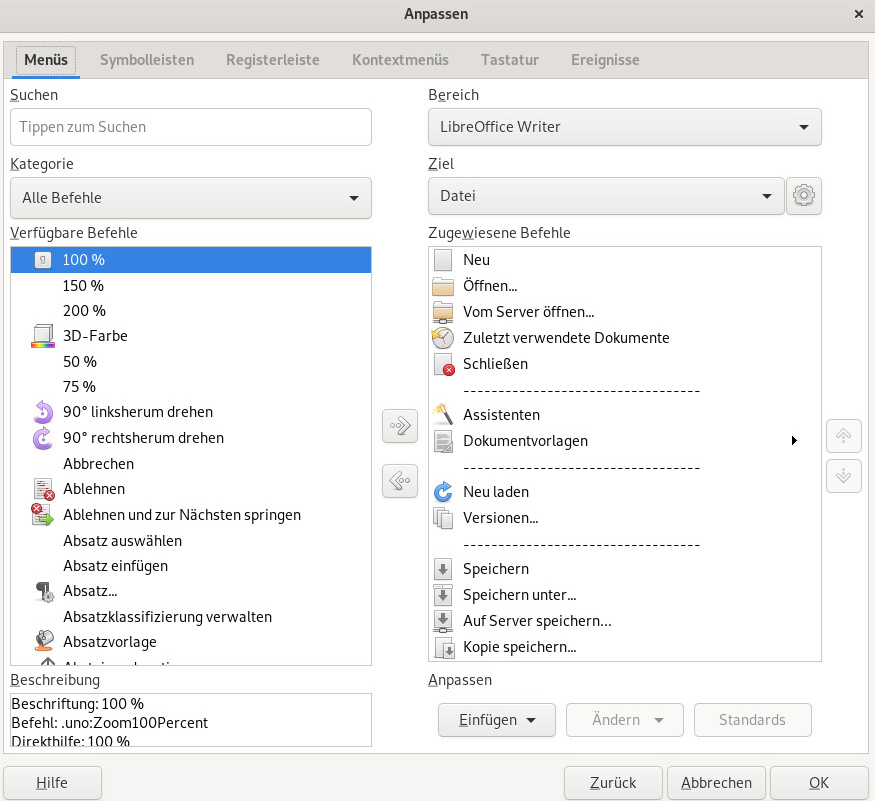 Anpassen
Menüs Symbolleisten Registerleiste Kontextmenüs Tastatur Ereignisse
Suchen
Tippen zum Suchen
Kategorie
Alle Befehle
Verfügbare Befehle
100 %
150 %
200 %
3D-Farbe
50 %
75 %
90° linksherum drehen
90° rechtsherum drehen
Abbrechen
Ablehnen
Ablehnen und zur Nächsten springen
Absatz auswählen
Absatz einfügen
Absatz...
Absatzklassifizierung verwalten
Absatzvorlage
Beschreibung
Beschriftung: 100 %
Befehl: .uno:Zoom100Percent
Direkthilfe: 100 %
Bereich
LibreOffice Writer
Ziel
Datei
Zugewiesene Befehle
Neu
Öffnen...
Vom Server öffnen...
Zuletzt verwendete Dokumente
Schließen
----------------------------------
Assistenten
Dokumentvorlagen
----------------------------------
Neu laden
Versionen...
----------------------------------
Speichern
Speichern unter...
Auf Server speichern...
Kopie speichern...
Anpassen
Einfügen Ändern Standards
Hilfe Zurück Abbrechen OK